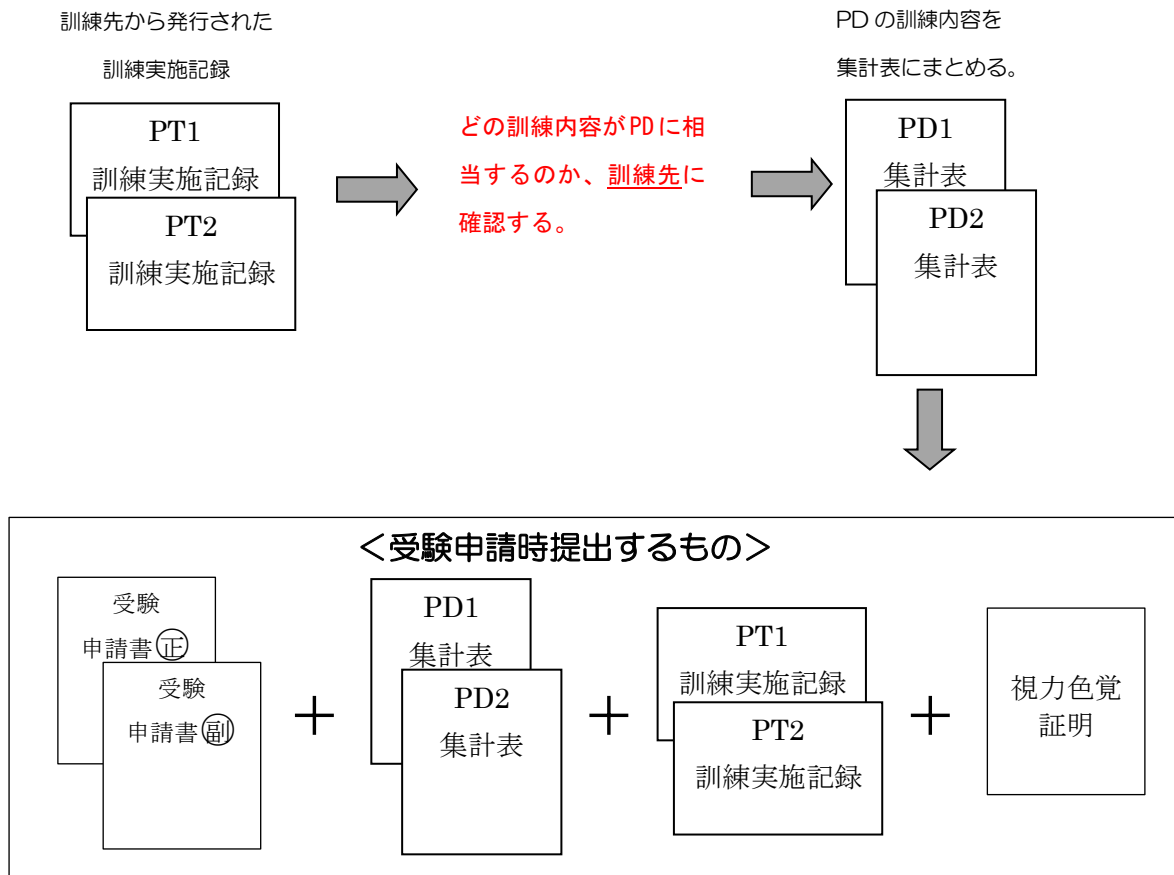 訓練先から発行された
訓練実施記録
PT1
訓練実施記録
PT2
訓練実施記録
どの訓練内容がPDに相
当するのか、訓練先に
確認する。
PD の訓練内容を
集計表にまとめる。
PD1
集計表
PD2
集計表
＜受験申請時提出するもの＞
受験
申請書㊣
受験
申請書副
＋
PD1
集計表
PD2
集計表
＋
PT1
訓練実施記録
PT2
訓練実施記録
＋
視力色覚
証明